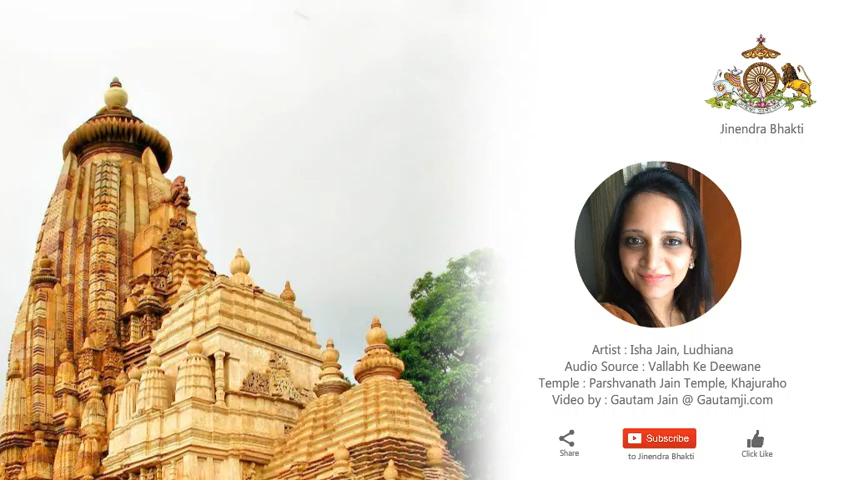 Jinendra Bhakti
Artist : Isha Jain, Ludhiana
Audio Source : Vallabh Ke Deewane
Temple : Parshvanath Jain Temple, Khajuraho
Video by : Gautam Jain @ Gautamji.com
Share
Subscribe
to Jinendra Bhakti
Click Like